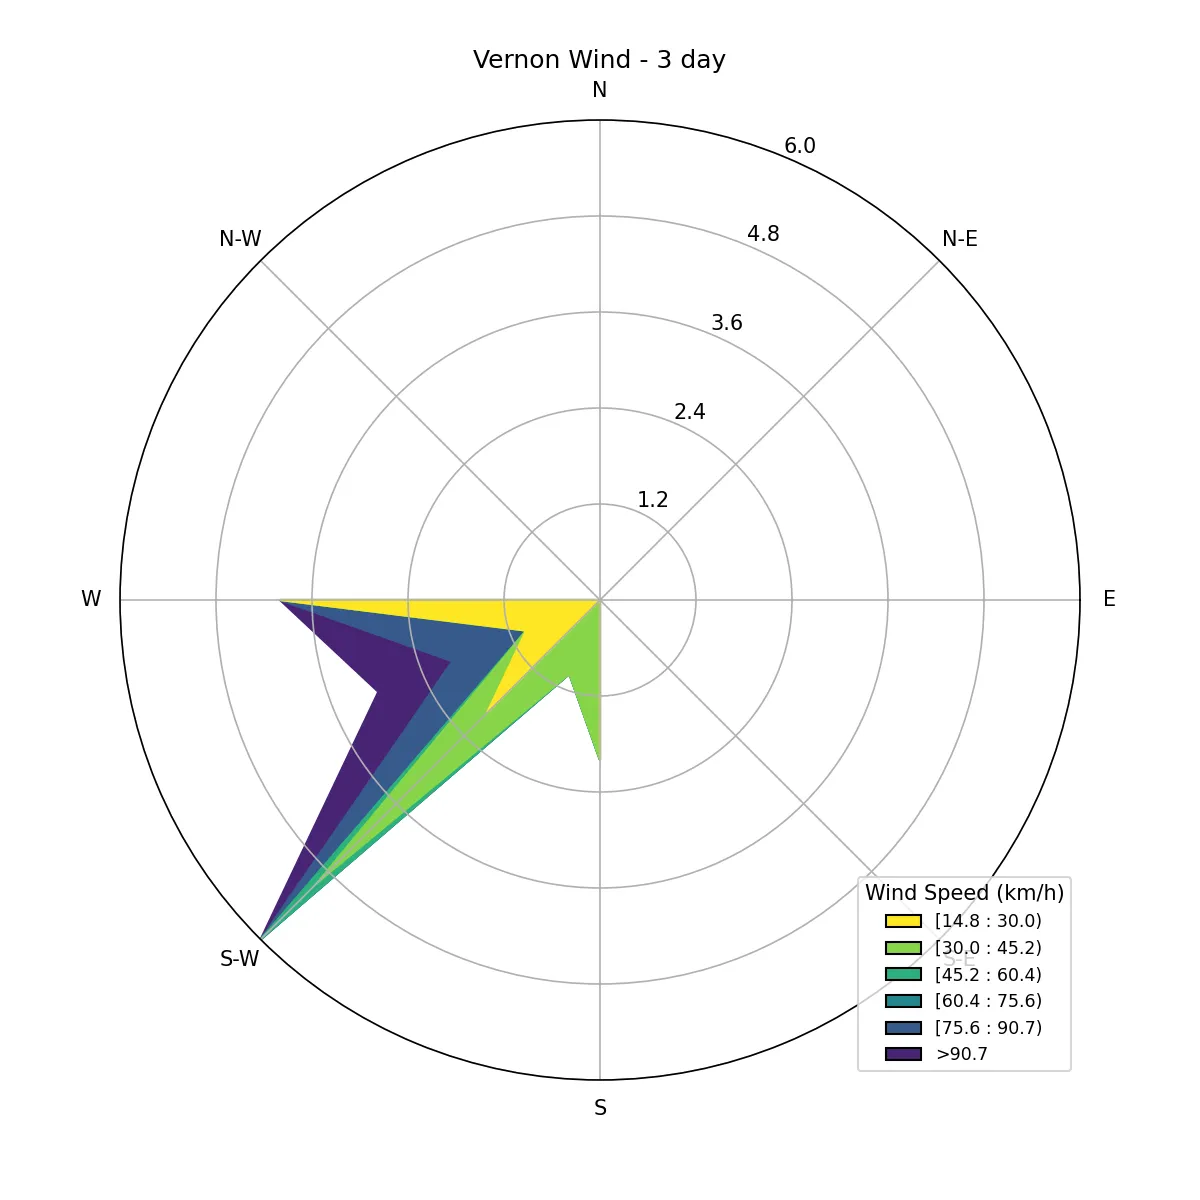 Vernon Wind - 3 day
N
6.0
N-W
4.8
N-E
3.6
2.4
1.2
W
E
S-W
S-E
S
Wind Speed (km/h)
[14.8 : 30.0)
[30.0 : 45.2)
[45.2 : 60.4)
[60.4 : 75.6)
[75.6 : 90.7)
>90.7